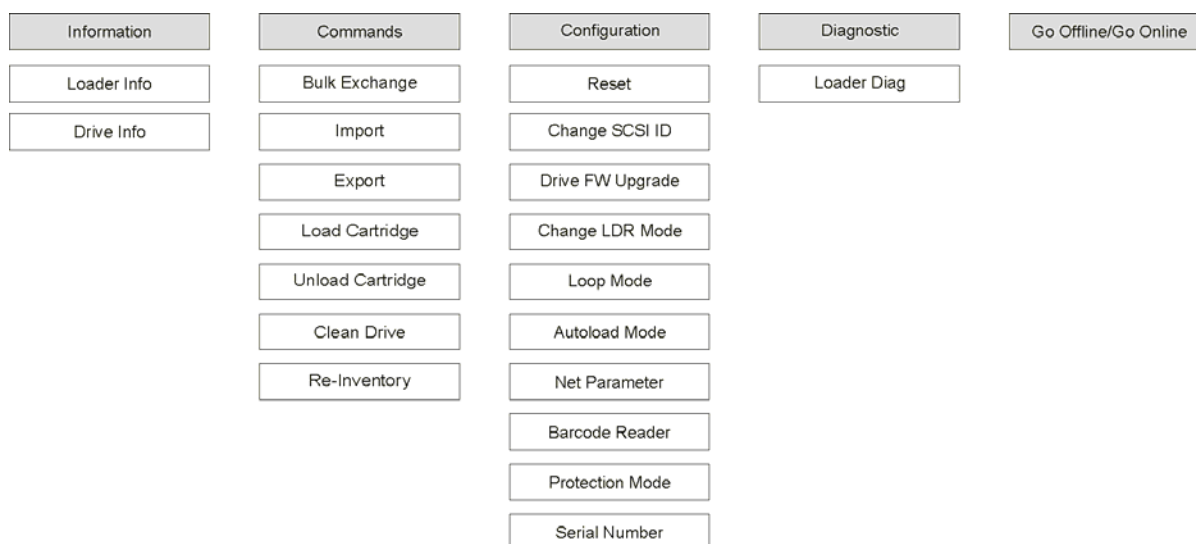 Information
Loader Info
Drive Info
Commands
Bulk Exchange
Import
Export
Load Cartridge
Unload Cartridge
Clean Drive
Re-Inventory
Configuration
Reset
Change SCSI ID
Drive FW Upgrade
Change LDR Mode
Loop Mode
Autoload Mode
Net Parameter
Barcode Reader
Protection Mode
Serial Number
Diagnostic
Loader Diag
Go Offline/Go Online